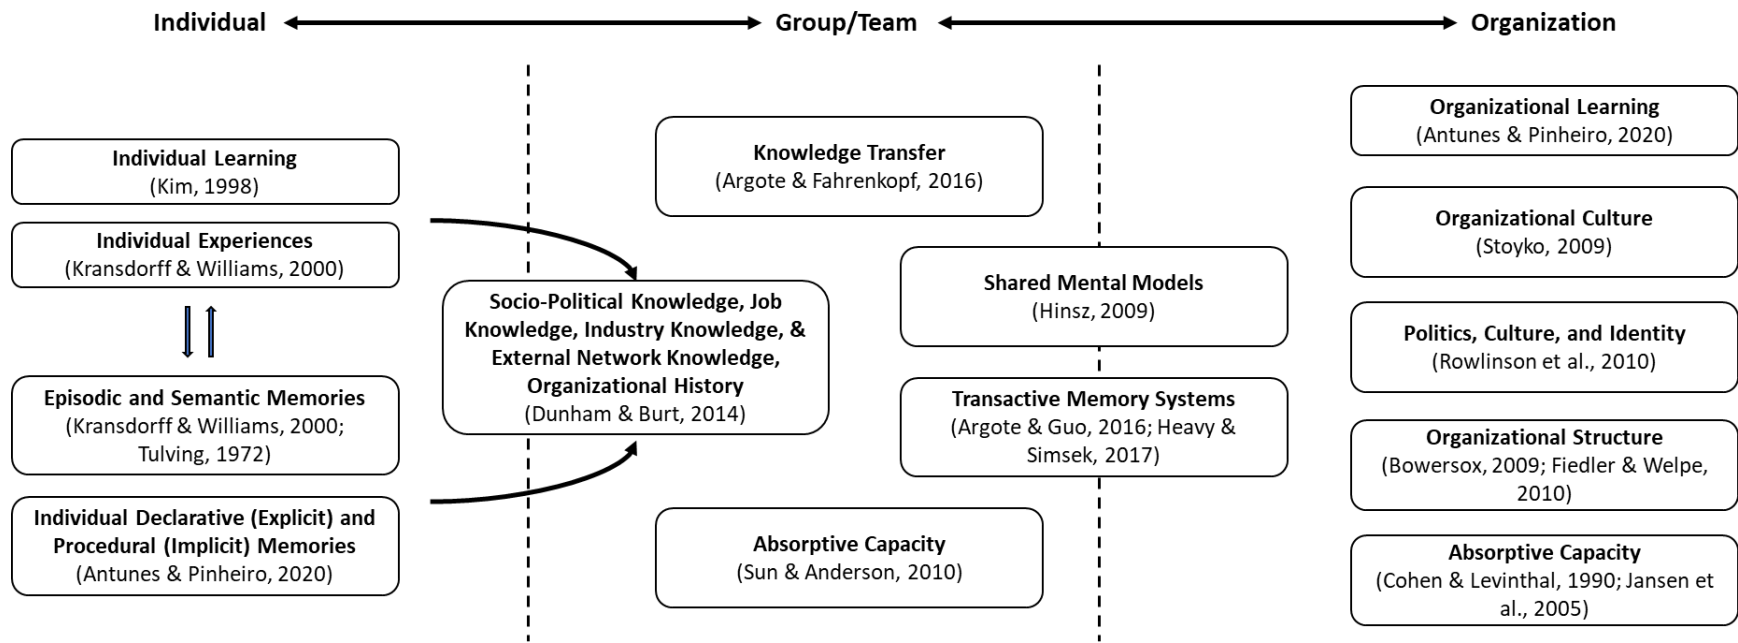 Individual
Group/Team
Organization
Individual Learning
(Kim, 1998)
Individual Experiences
(Kransdorff & Williams, 2000)
Episodic and Semantic Memories
(Kransdorff & Williams, 2000;
Tulving, 1972)
Individual Declarative (Explicit) and
Procedural (Implicit) Memories
(Antunes & Pinheiro, 2020)
Socio-Political Knowledge, Job
Knowledge, Industry Knowledge, &
External Network Knowledge,
Organizational History
(Dunham & Burt, 2014)
Knowledge Transfer
(Argote & Fahrenkopf, 2016)
Shared Mental Models
(Hinsz, 2009)
Transactive Memory Systems
(Argote & Guo, 2016; Heavy &
Simsek, 2017)
Absorptive Capacity
(Sun & Anderson, 2010)
Organizational Learning
(Antunes & Pinheiro, 2020)
Organizational Culture
(Stoyko, 2009)
Politics, Culture, and Identity
(Rowlinson et al., 2010)
Organizational Structure
(Bowersox, 2009; Fiedler & Welpe,
2010)
Absorptive Capacity
(Cohen & Levinthal, 1990; Jansen et
al., 2005)